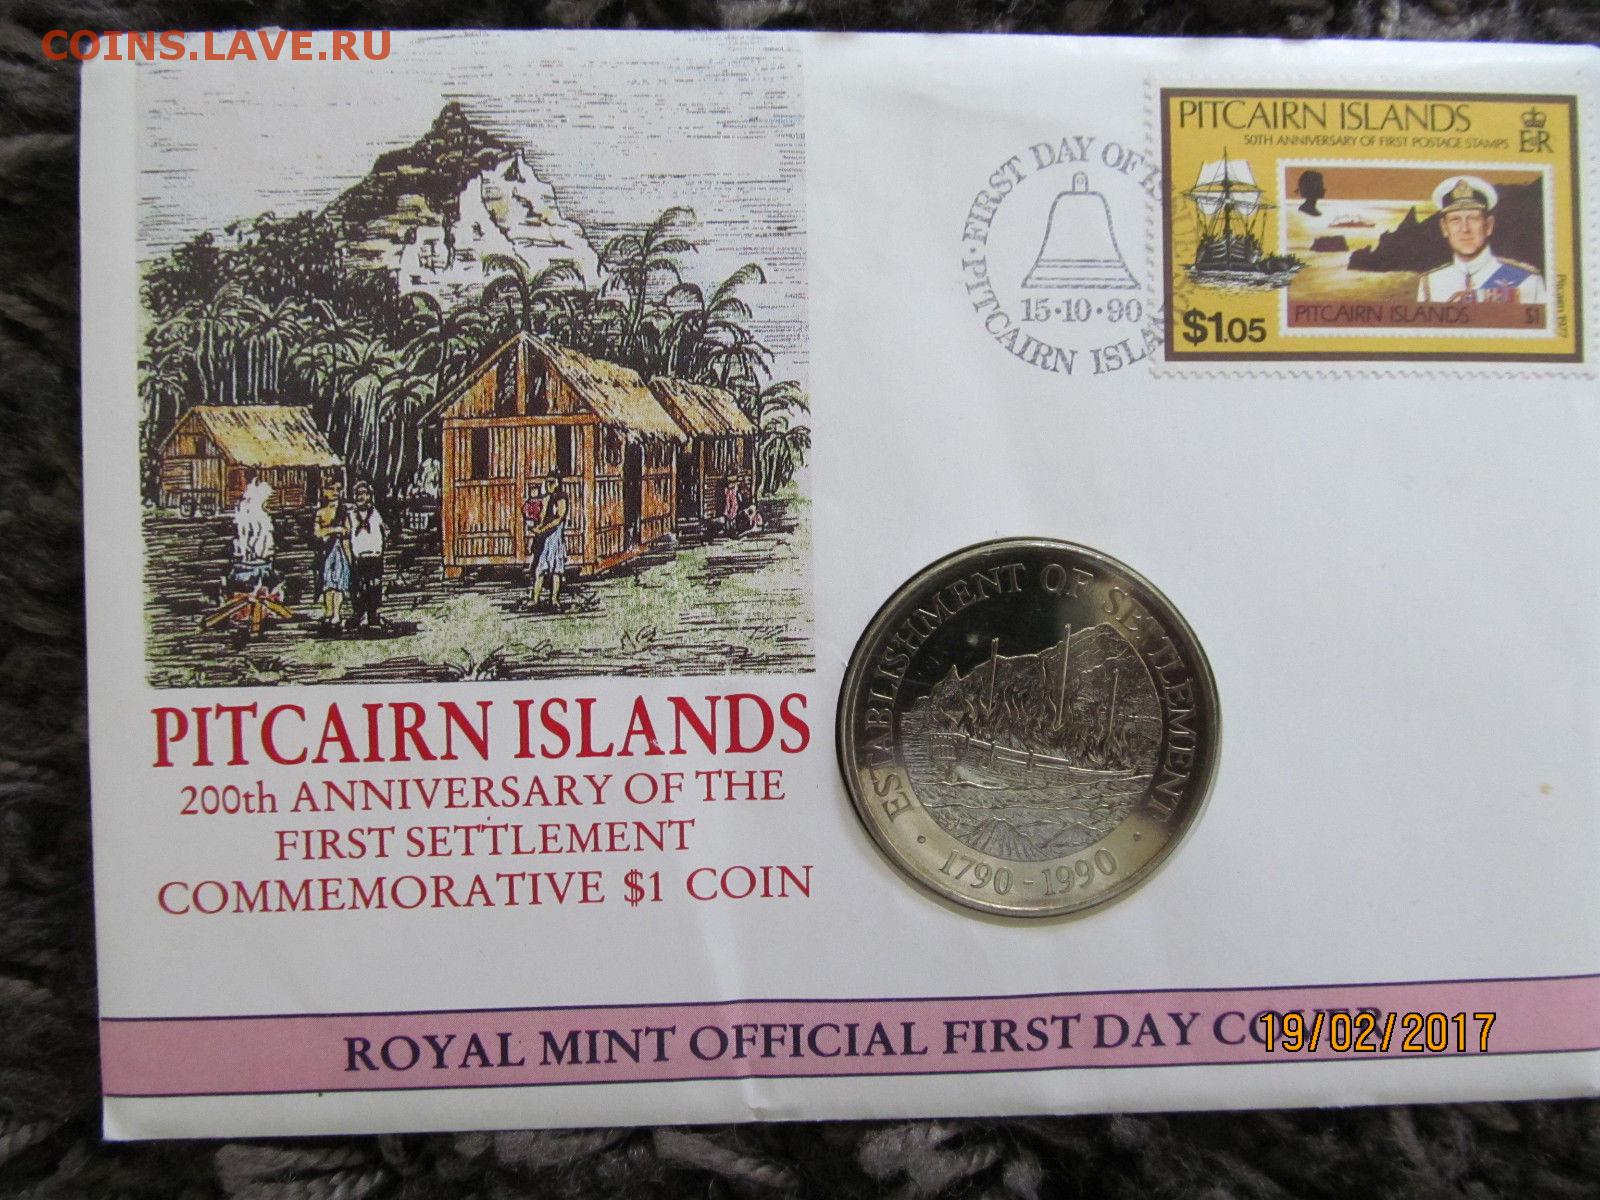 COINS.LAVE.RU
PITCAIRN ISLANDS
50TH ANNIVERSARY OF FIRST POSTAGE STAMPS
ER
$1.05
PITCAIRN ISLANDS $1
Pitcairn 1977
FIRST DAY OF
15·10·90
PITCAIRN
ESTABLISHMENT OF SETTLEMENT
1790-1990
PITCAIRN ISLANDS
200th ANNIVERSARY OF THE
FIRST SETTLEMENT
COMMEMORATIVE $1 COIN
ROYAL MINT OFFICIAL FIRST DAY COVER
19/02/2017